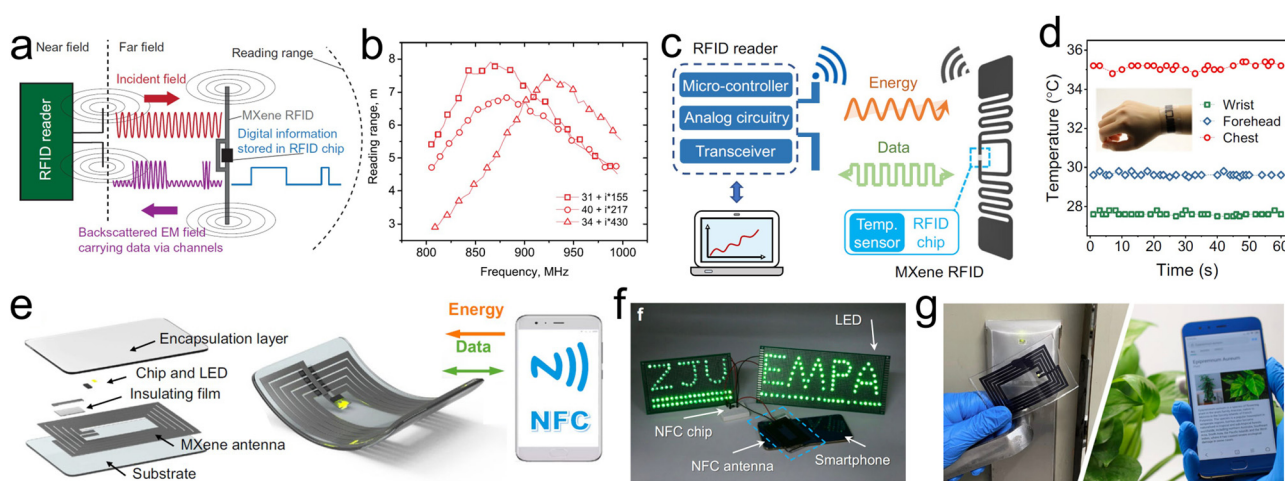 a
Near field
Far field
Reading range
Incident field
RFID reader
MXene RFID
Digital information
stored in RFID chip
Backscattered EM field
carrying data via channels
b
Reading range, m
8
7
6
5
4
3
31 + i*155
40 + i*217
34 + i*430
800
850
900
950
1000
Frequency, MHz
c
RFID reader
Micro-controller
Analog circuitry
Transceiver
Energy
Data
Temp.
sensor
RFID
chip
MXene RFID
d
Temperature (°C)
36
34
32
30
28
Wrist
Forehead
Chest
0
10
20
30
40
50
60
Time (s)
e
Encapsulation layer
Chip and LED
Insulating film
MXene antenna
Substrate
Energy
Data
N
NFC
f
f
LED
ZJU
EMPA
NFC chip
NFC antenna
Smartphone
g